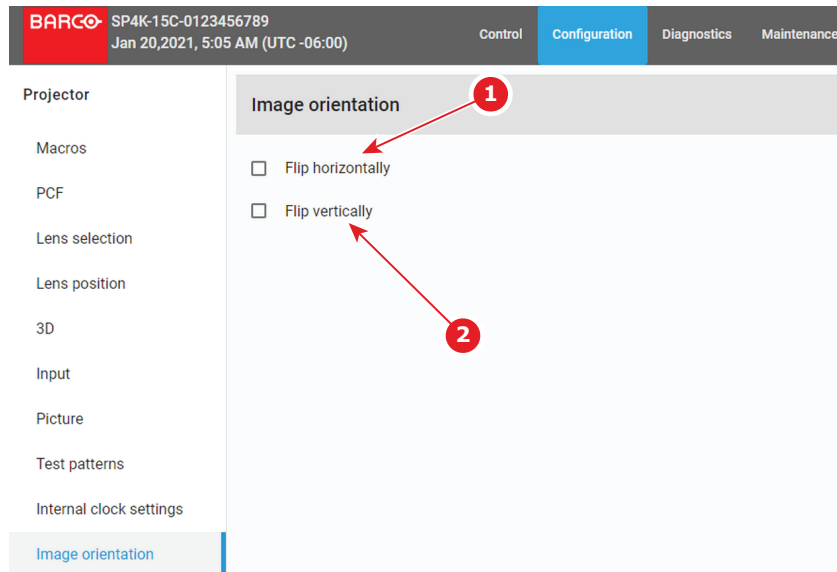 BARCO SP4K-15C-0123456789
Jan 20,2021, 5:05 AM (UTC -06:00)
Control Configuration Diagnostics Maintenance
Projector
Macros
PCF
Lens selection
Lens position
3D
Input
Picture
Test patterns
Internal clock settings
Image orientation
Image orientation
1
Flip horizontally
Flip vertically
2